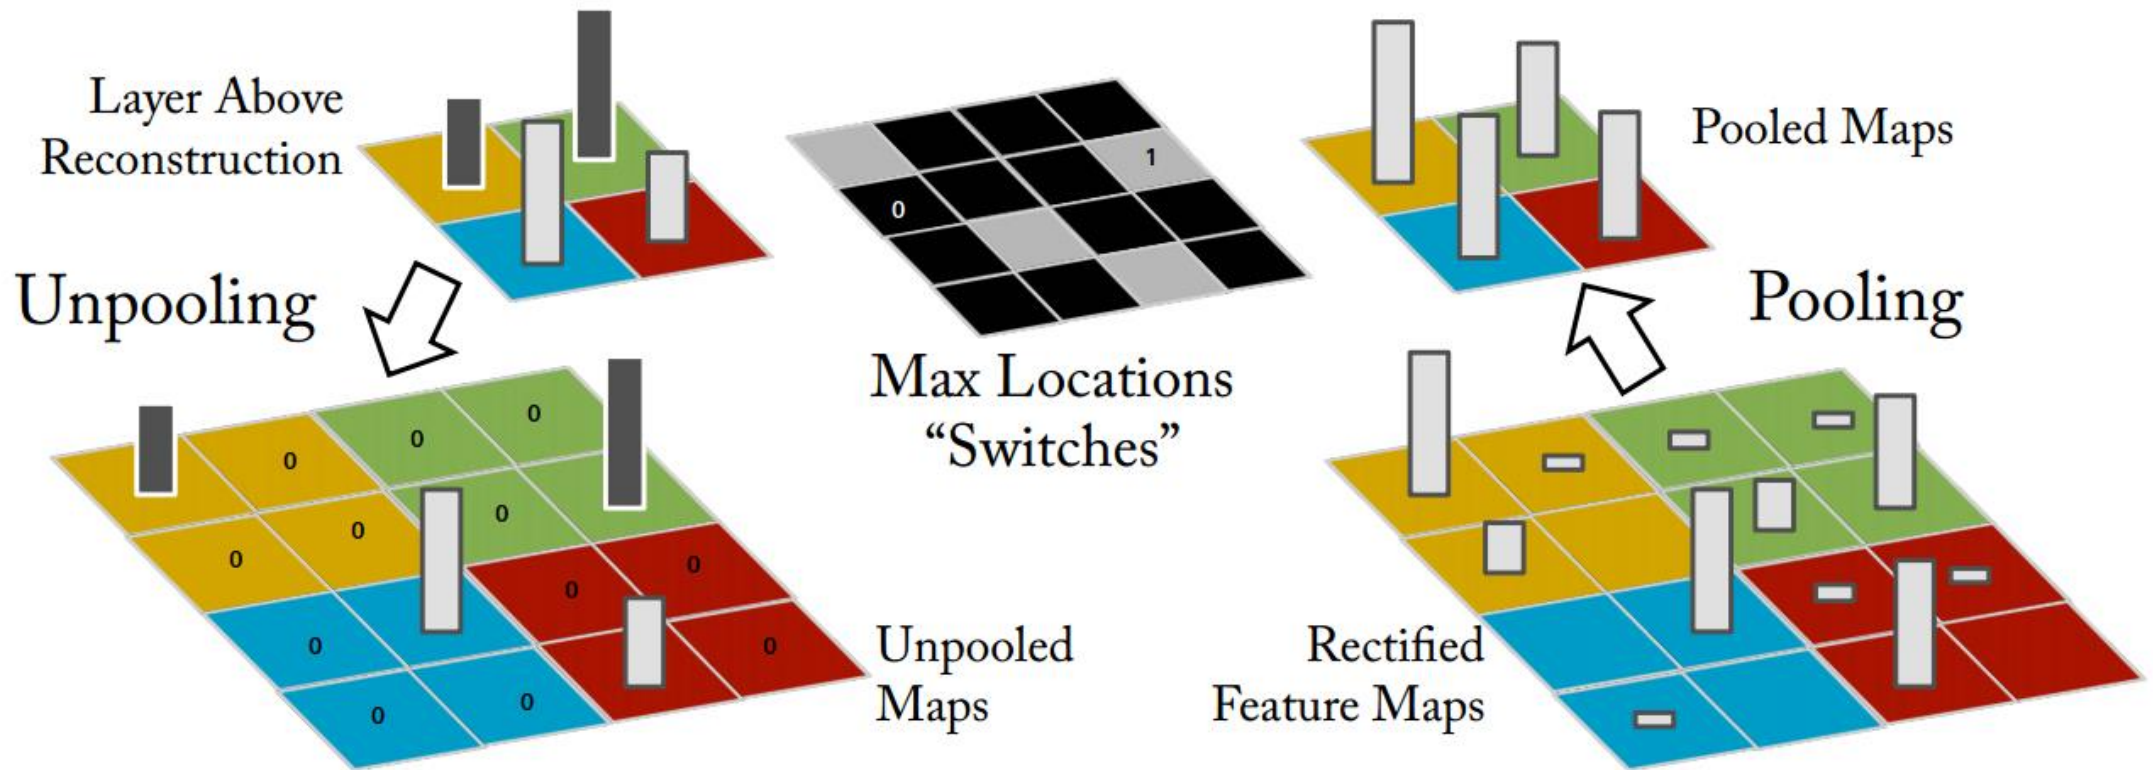 Layer Above
Reconstruction
1
0
Pooled Maps
Unpooling
Pooling
Max Locations
“Switches”
0
0
0
0
0
0
0
0
0
0
0
0
Unpooled
Maps
Rectified
Feature Maps